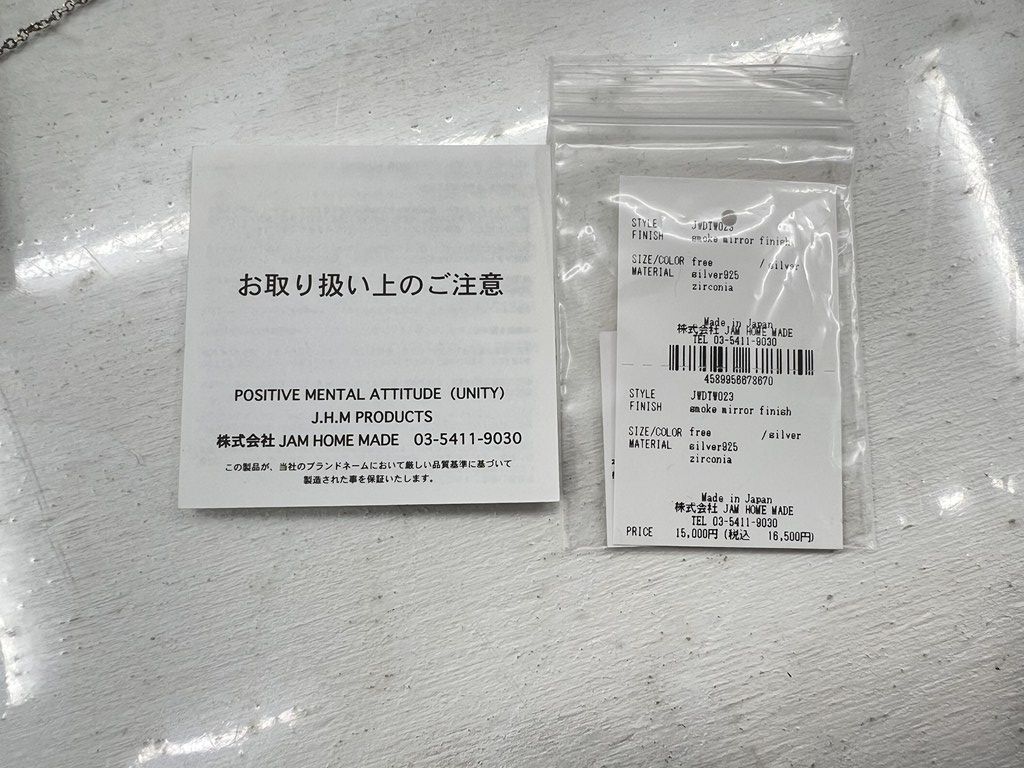 お取り扱い上のご注意
POSITIVE MENTAL ATTITUDE (UNITY)
J.H.M PRODUCTS
株式会社 JAM HOME MADE 03-5411-9030
この製品が、当社のブランドネームにおいて厳しい品質基準に基づいて
製造された事を保証いたします。
STYLE JWDTW023
FINISH smoke mirror finish
SIZE/COLOR free /silver
MATERIAL silver925
zirconia
Made in Japan
株式会社 JAM HOME MADE
TEL 03-5411-9030
4589956678670
STYLE JWDTW023
FINISH smoke mirror finish
SIZE/COLOR free /silver
MATERIAL silver925
zirconia
Made in Japan
株式会社 JAM HOME MADE
TEL 03-5411-9030
PRICE 15,000円 (税込 16,500円)